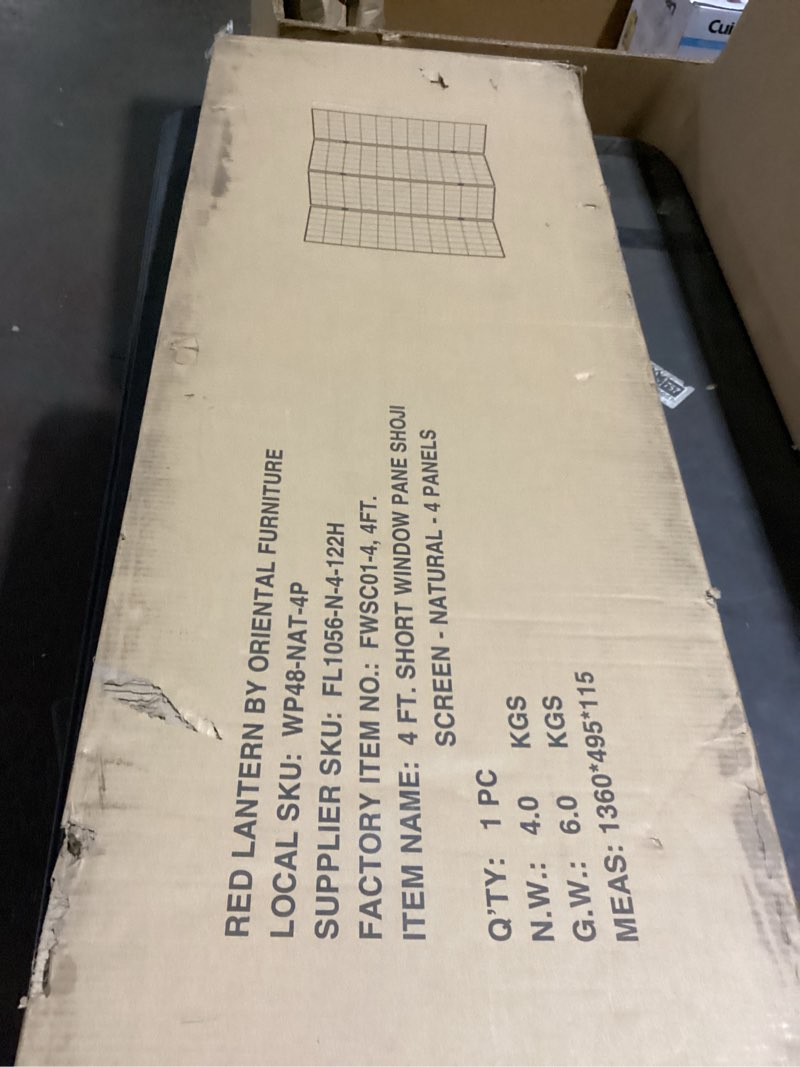 RED LANTERN BY ORIENTAL FURNITURE
LOCAL SKU: WP48-NAT-4P
SUPPLIER SKU: FL1056-N-4-122H
FACTORY ITEM NO.: FWSC01-4, 4FT.
ITEM NAME: 4 FT. SHORT WINDOW PANE SHOJI
SCREEN - NATURAL - 4 PANELS
Q'TY: 1 PC
N.W.: 4.0 KGS
G.W.: 6.0 KGS
MEAS: 1360*495*115
Cui